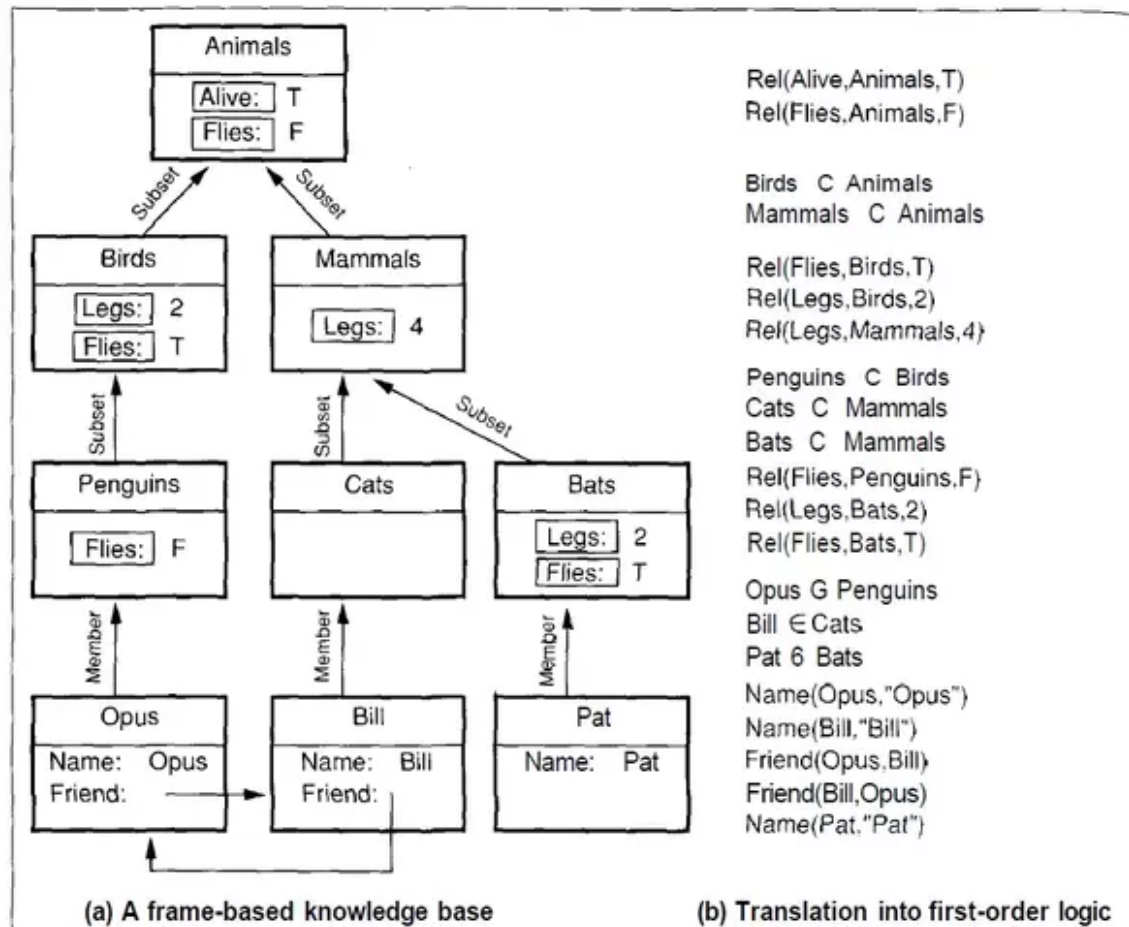 Animals
Alive: T
Flies: F
Subset
Subset
Birds
Legs: 2
Flies: T
Mammals
Legs: 4
Subset
Subset
Subset
Penguins
Flies: F
Cats
Bats
Legs: 2
Flies: T
Member
Member
Member
Opus
Name: Opus
Friend:
Bill
Name: Bill
Friend:
Pat
Name: Pat
(a) A frame-based knowledge base
Rel(Alive,Animals,T)
Rel(Flies,Animals,F)
Birds C Animals
Mammals C Animals
Rel(Flies,Birds,T)
Rel(Legs,Birds,2)
Rel(Legs,Mammals,4)
Penguins C Birds
Cats C Mammals
Bats C Mammals
Rel(Flies,Penguins,F)
Rel(Legs,Bats,2)
Rel(Flies,Bats,T)
Opus G Penguins
Bill ∈ Cats
Pat 6 Bats
Name(Opus,"Opus")
Name(Bill,"Bill")
Friend(Opus,Bill)
Friend(Bill,Opus)
Name(Pat,"Pat")
(b) Translation into first-order logic